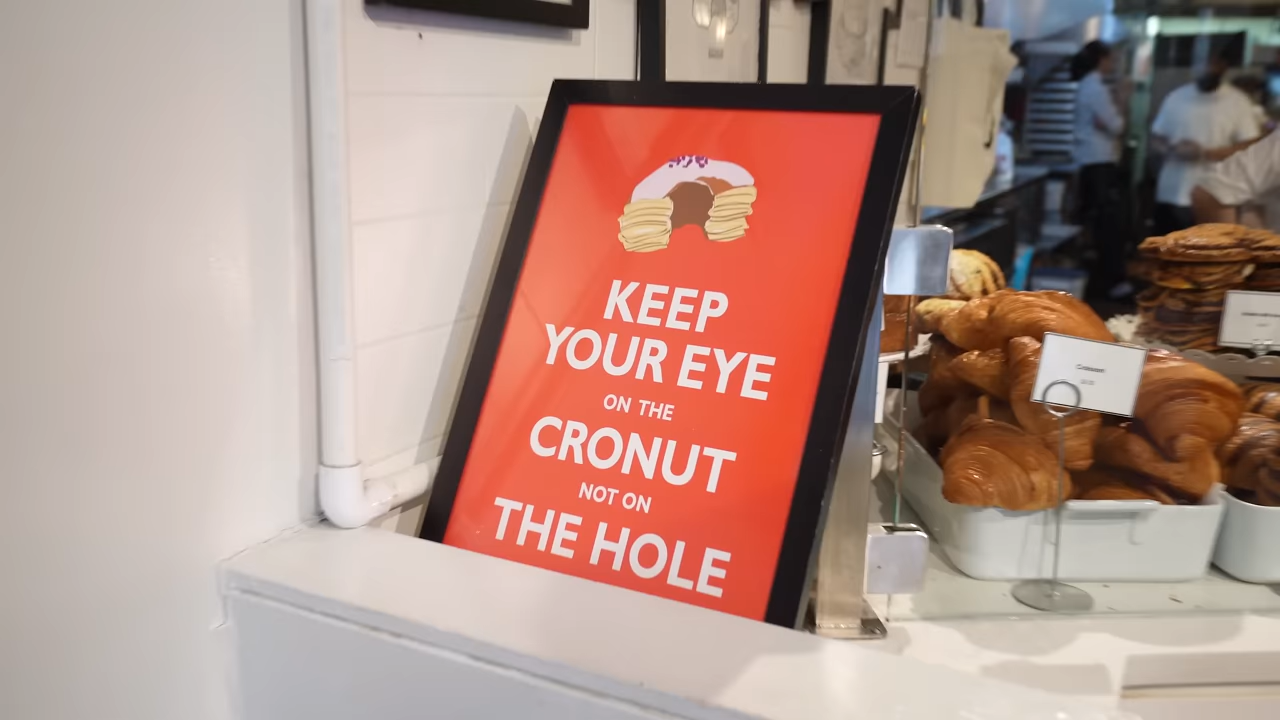 KEEP
YOUR EYE
ON THE
CRONUT
NOT ON
THE HOLE
Croissant